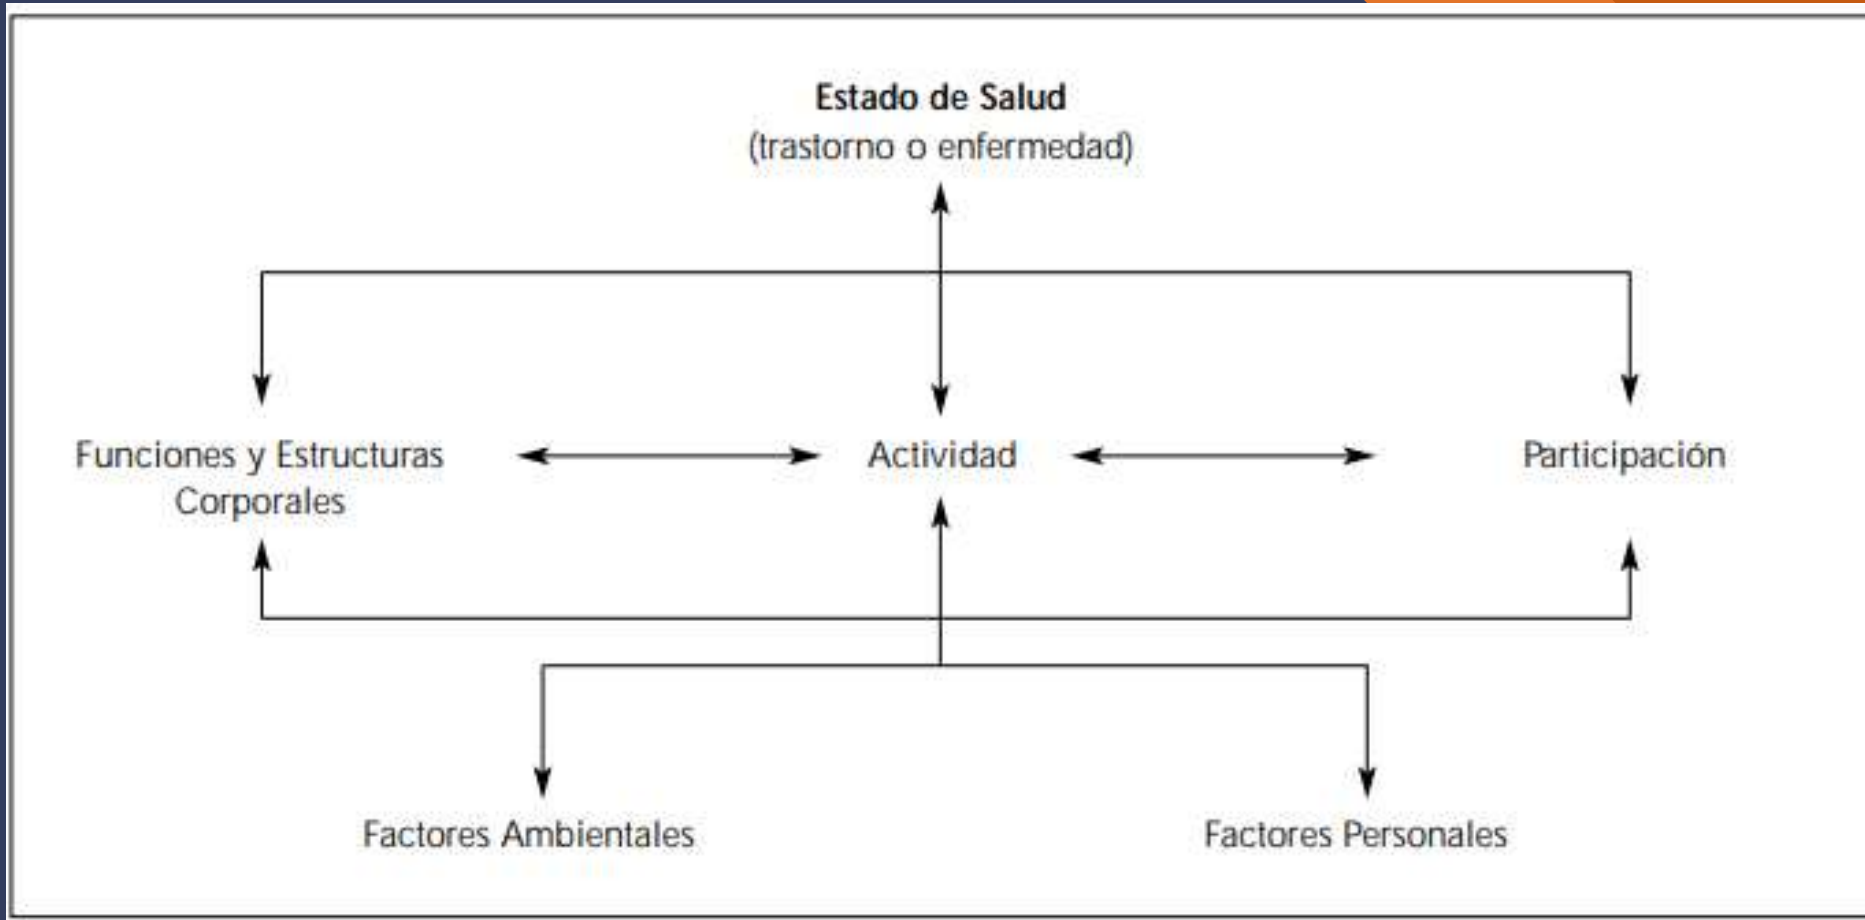 Estado de Salud
(trastorno o enfermedad)
Funciones y Estructuras
Corporales
Actividad
Participación
Factores Ambientales
Factores Personales